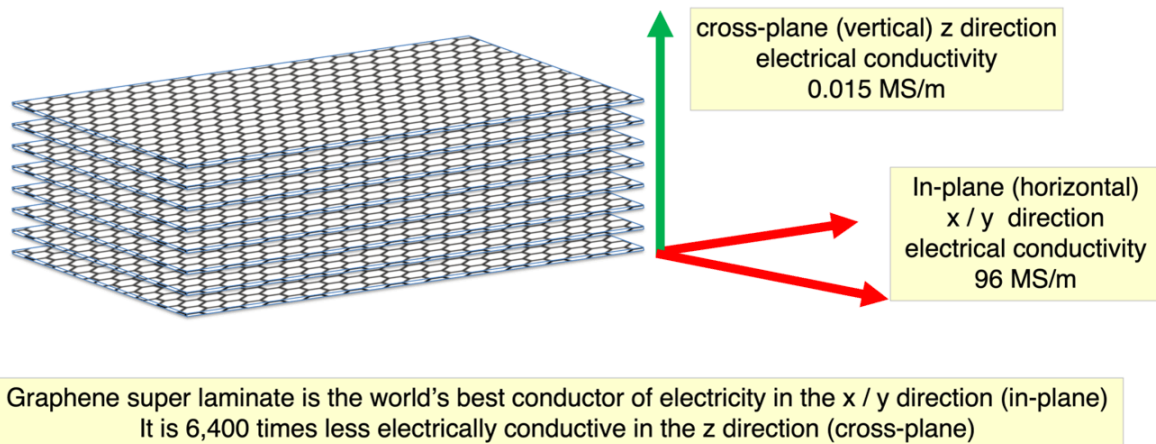 cross-plane (vertical) z direction
electrical conductivity
0.015 MS/m
In-plane (horizontal)
x / y direction
electrical conductivity
96 MS/m
Graphene super laminate is the world’s best conductor of electricity in the x / y direction (in-plane)
It is 6,400 times less electrically conductive in the z direction (cross-plane)